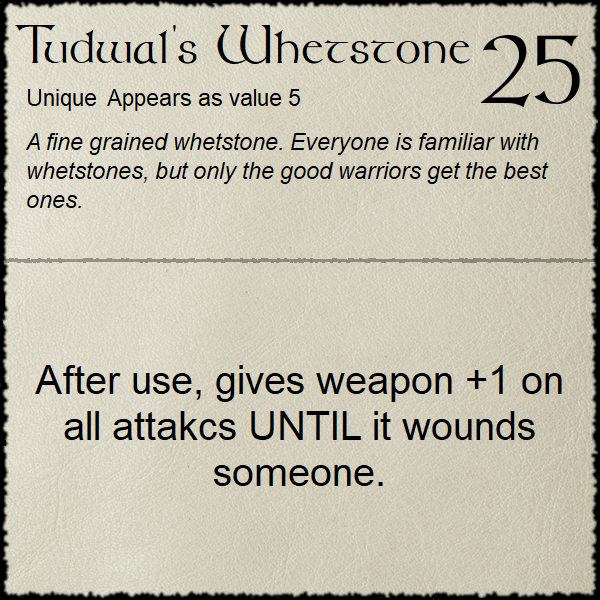 Tudwal's Whetstone 25
Unique  Appears as value 5
A fine grained whetstone. Everyone is familiar with
whetstones, but only the good warriors get the best
ones.
After use, gives weapon +1 on
all attakcs UNTIL it wounds
someone.